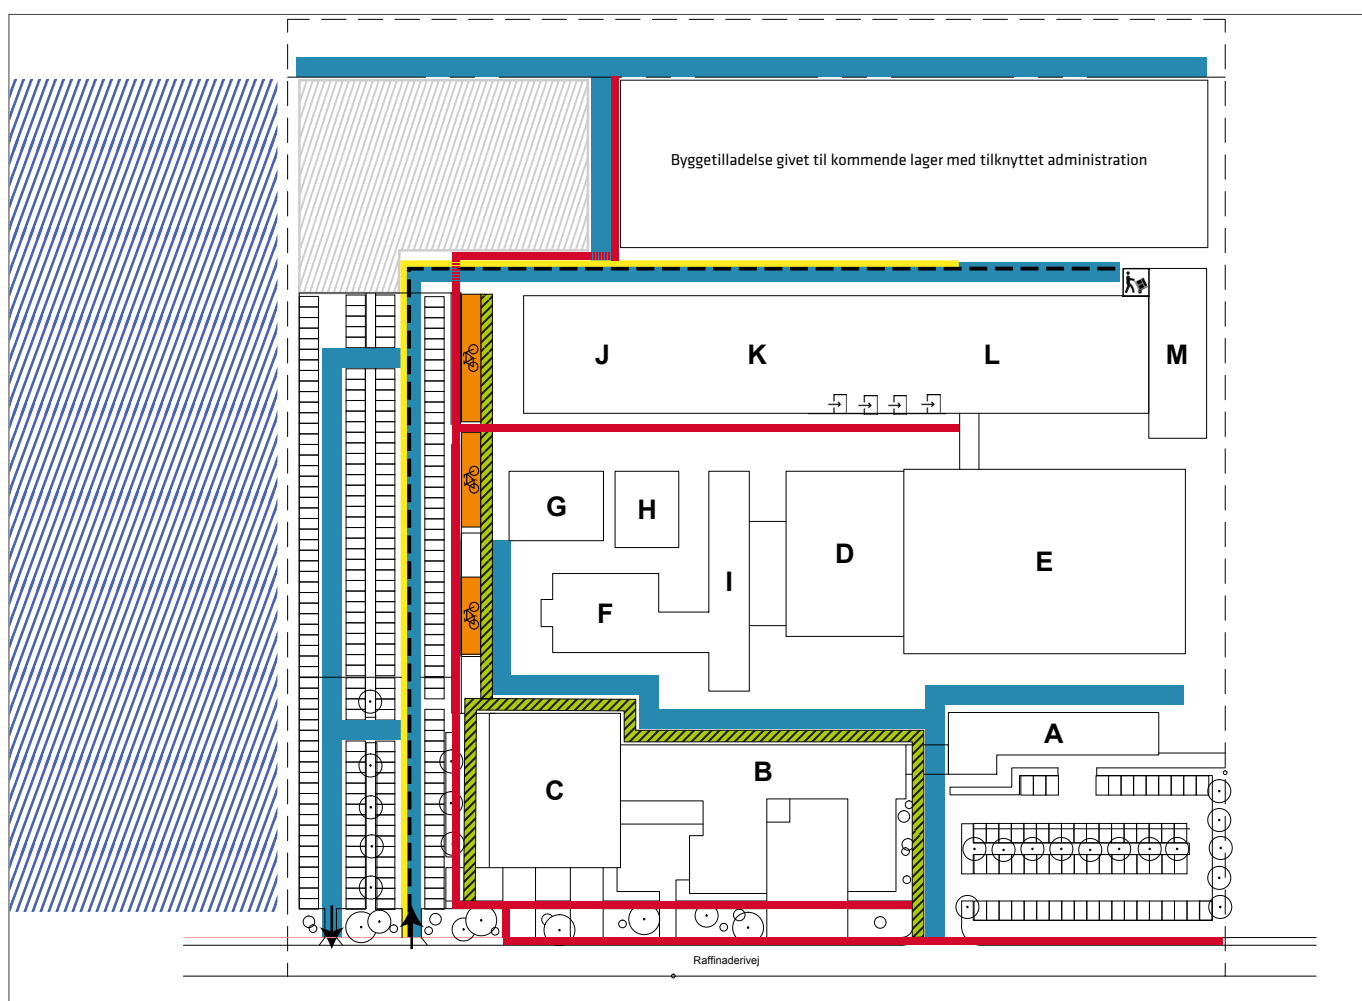 Byggetilladelse givet til kommende lager med tilknyttet administration
J K L M
G H
D E
I
F
A
B
C
Raffinaderivej